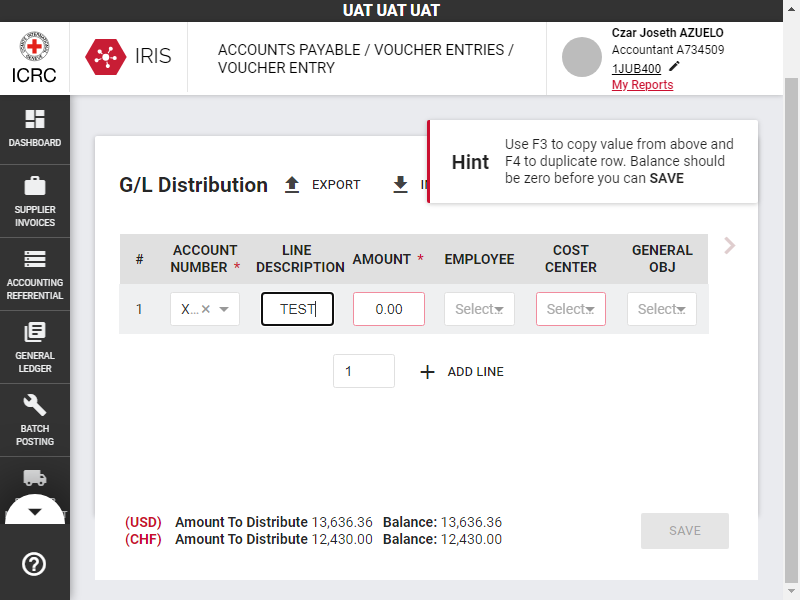 UAT UAT UAT
ICRC
IRIS
ACCOUNTS PAYABLE / VOUCHER ENTRIES /
VOUCHER ENTRY
Czar Joseth AZUELO
Accountant A734509
1JUB400
My Reports
DASHBOARD
SUPPLIER
INVOICES
ACCOUNTING
REFERENTIAL
GENERAL
LEDGER
BATCH
POSTING
Hint
Use F3 to copy value from above and
F4 to duplicate row. Balance should
be zero before you can SAVE
G/L Distribution
EXPORT
# ACCOUNT NUMBER * LINE DESCRIPTION AMOUNT * EMPLOYEE COST CENTER GENERAL OBJ
1 X... × TEST 0.00 Select Select Select
1 + ADD LINE
(USD) Amount To Distribute 13,636.36 Balance: 13,636.36
(CHF) Amount To Distribute 12,430.00 Balance: 12,430.00
SAVE